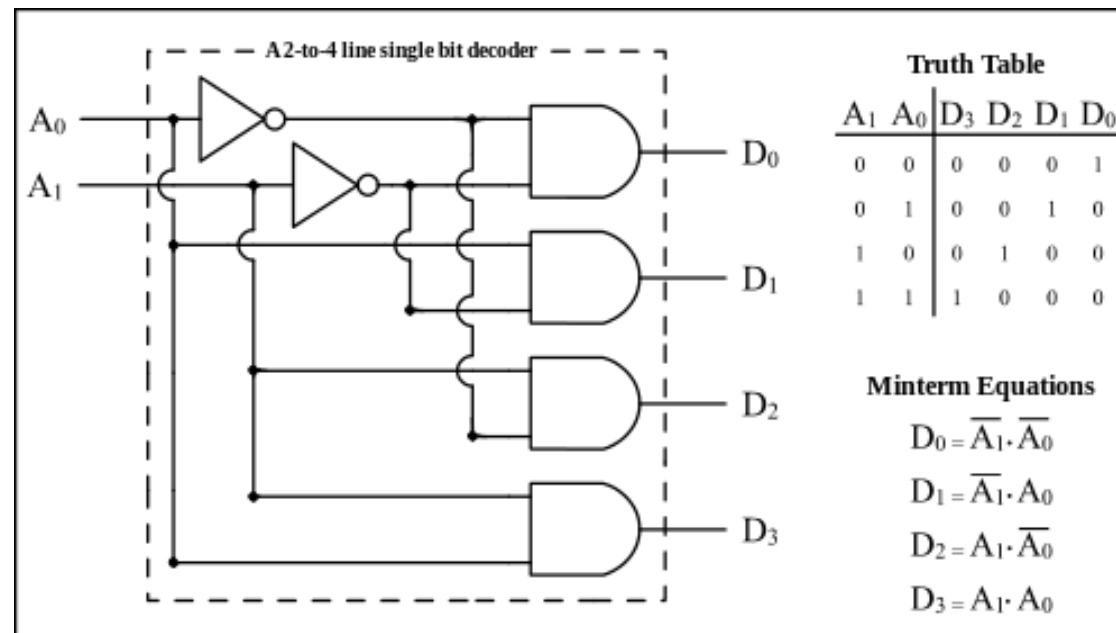 A 2-to-4 line single bit decoder
A₀
A₁
D₀
D₁
D₂
D₃
Truth Table
A₁ A₀ D₃ D₂ D₁ D₀
0 0 0 0 0 1
0 1 0 0 1 0
1 0 0 1 0 0
1 1 1 0 0 0
Minterm Equations
D₀ = A̅₁· A̅₀
D₁ = A̅₁· A₀
D₂ = A₁· A̅₀
D₃ = A₁· A₀